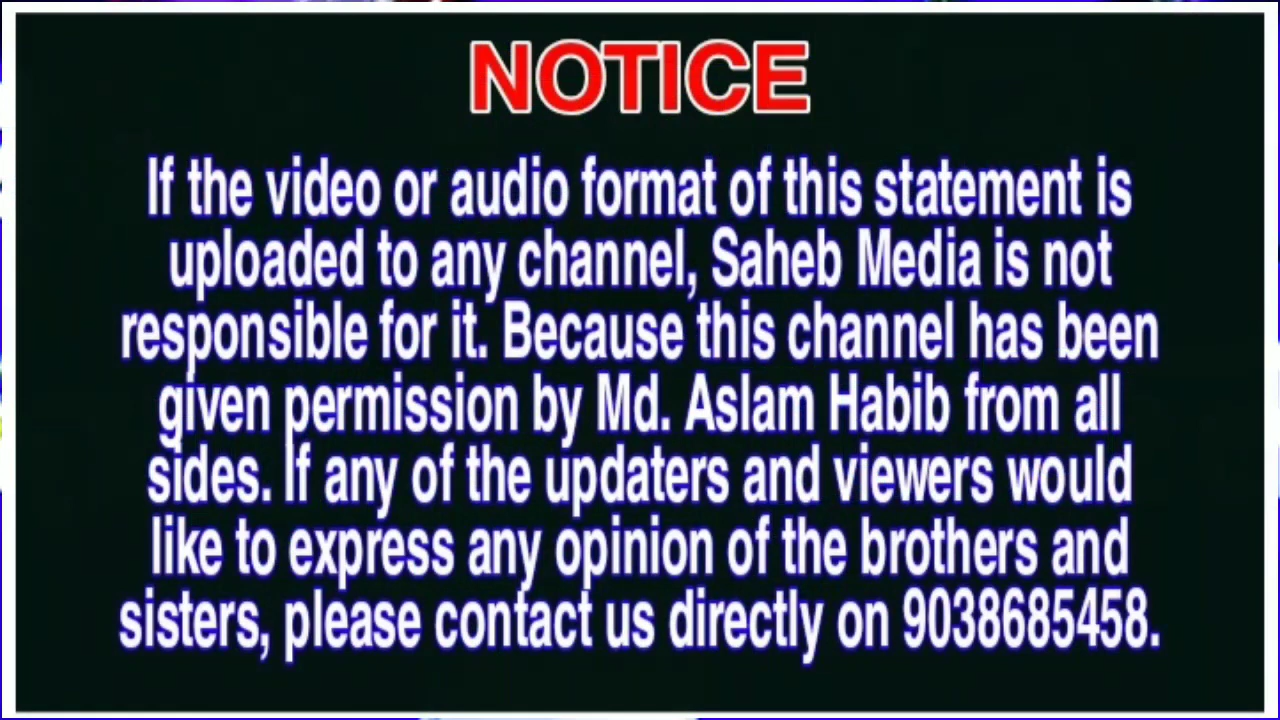 NOTICE
If the video or audio format of this statement is
uploaded to any channel, Saheb Media is not
responsible for it. Because this channel has been
given permission by Md. Aslam Habib from all
sides. If any of the updaters and viewers would
like to express any opinion of the brothers and
sisters, please contact us directly on 9038685458.